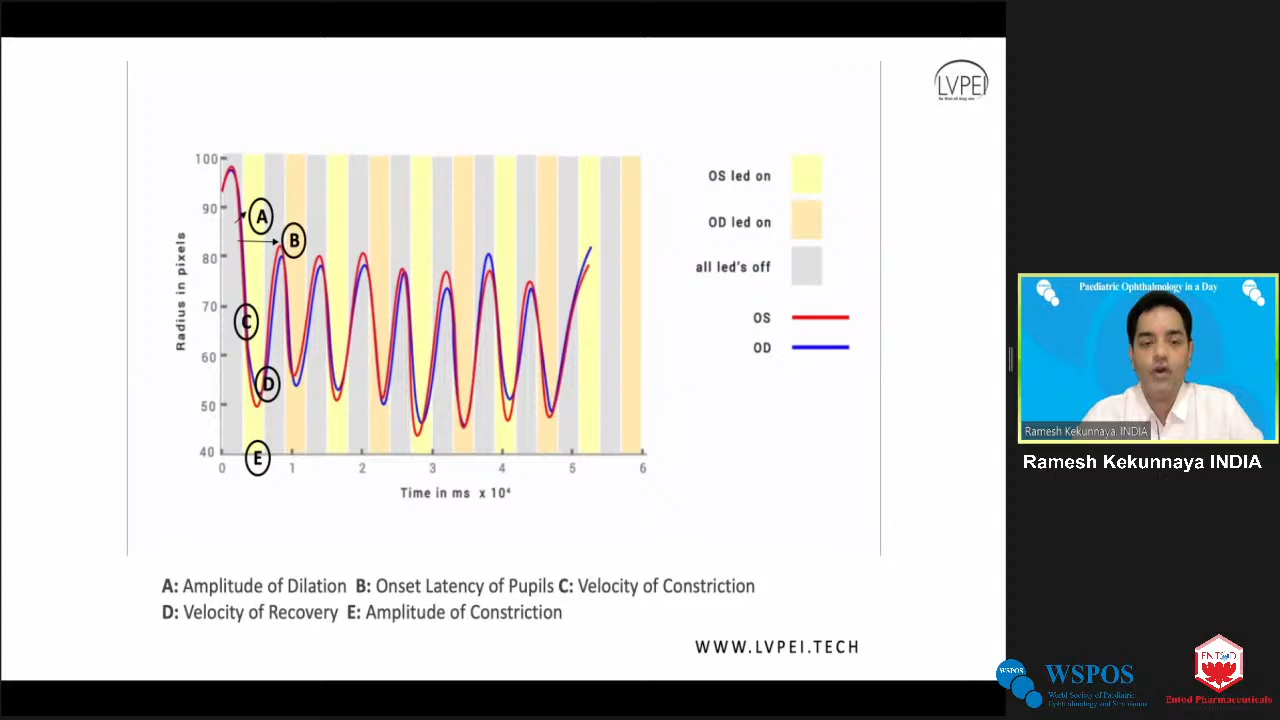 LVPEI
100
90
80
70
60
50
40
Radius in pixels
A
B
C
D
E
0 1 2 3 4 5 6
Time in ms x 10⁴
OS led on
OD led on
all led's off
OS
OD
A: Amplitude of Dilation B: Onset Latency of Pupils C: Velocity of Constriction
D: Velocity of Recovery E: Amplitude of Constriction
WWW.LVPEI.TECH
Paediatric Ophthalmology in a Day
Ramesh Kekunnaya, INDIA
Ramesh Kekunnaya INDIA
WSPOS
WSPOS
World Society of Paediatric
Ophthalmology and Strabismus
ENTOD
Entod Pharmaceuticals